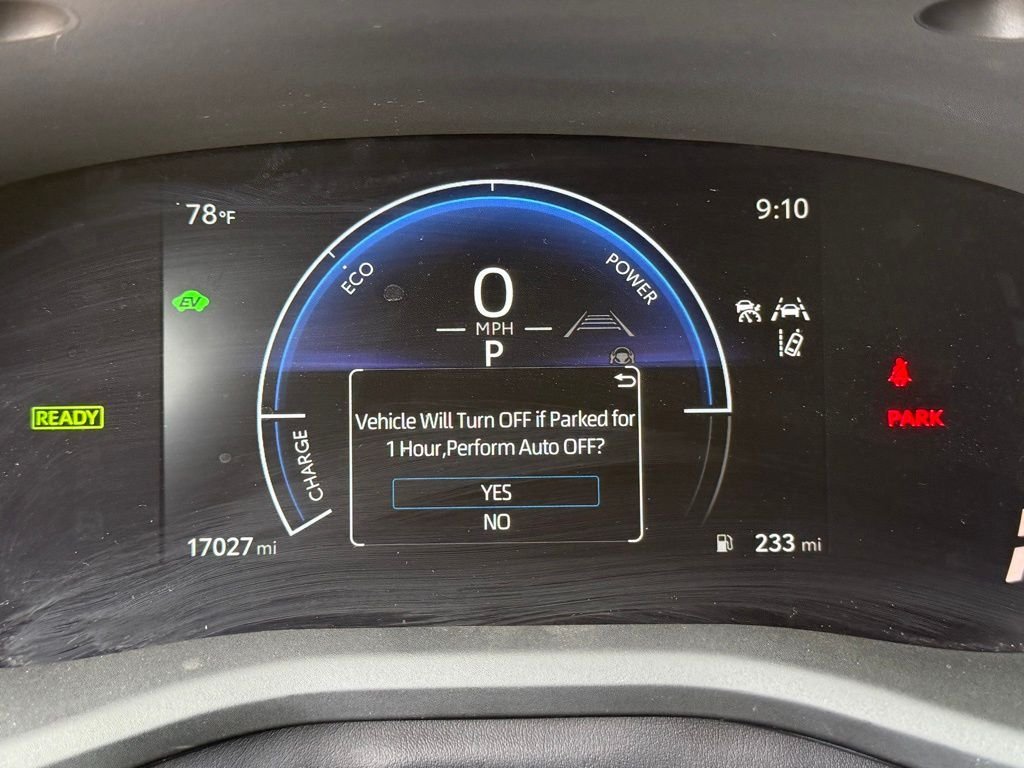 78°F
9:10
ECO
POWER
0
MPH
P
EV
READY
PARK
Vehicle Will Turn OFF if Parked for
1 Hour,Perform Auto OFF?
YES
NO
CHARGE
17027 mi
233 mi